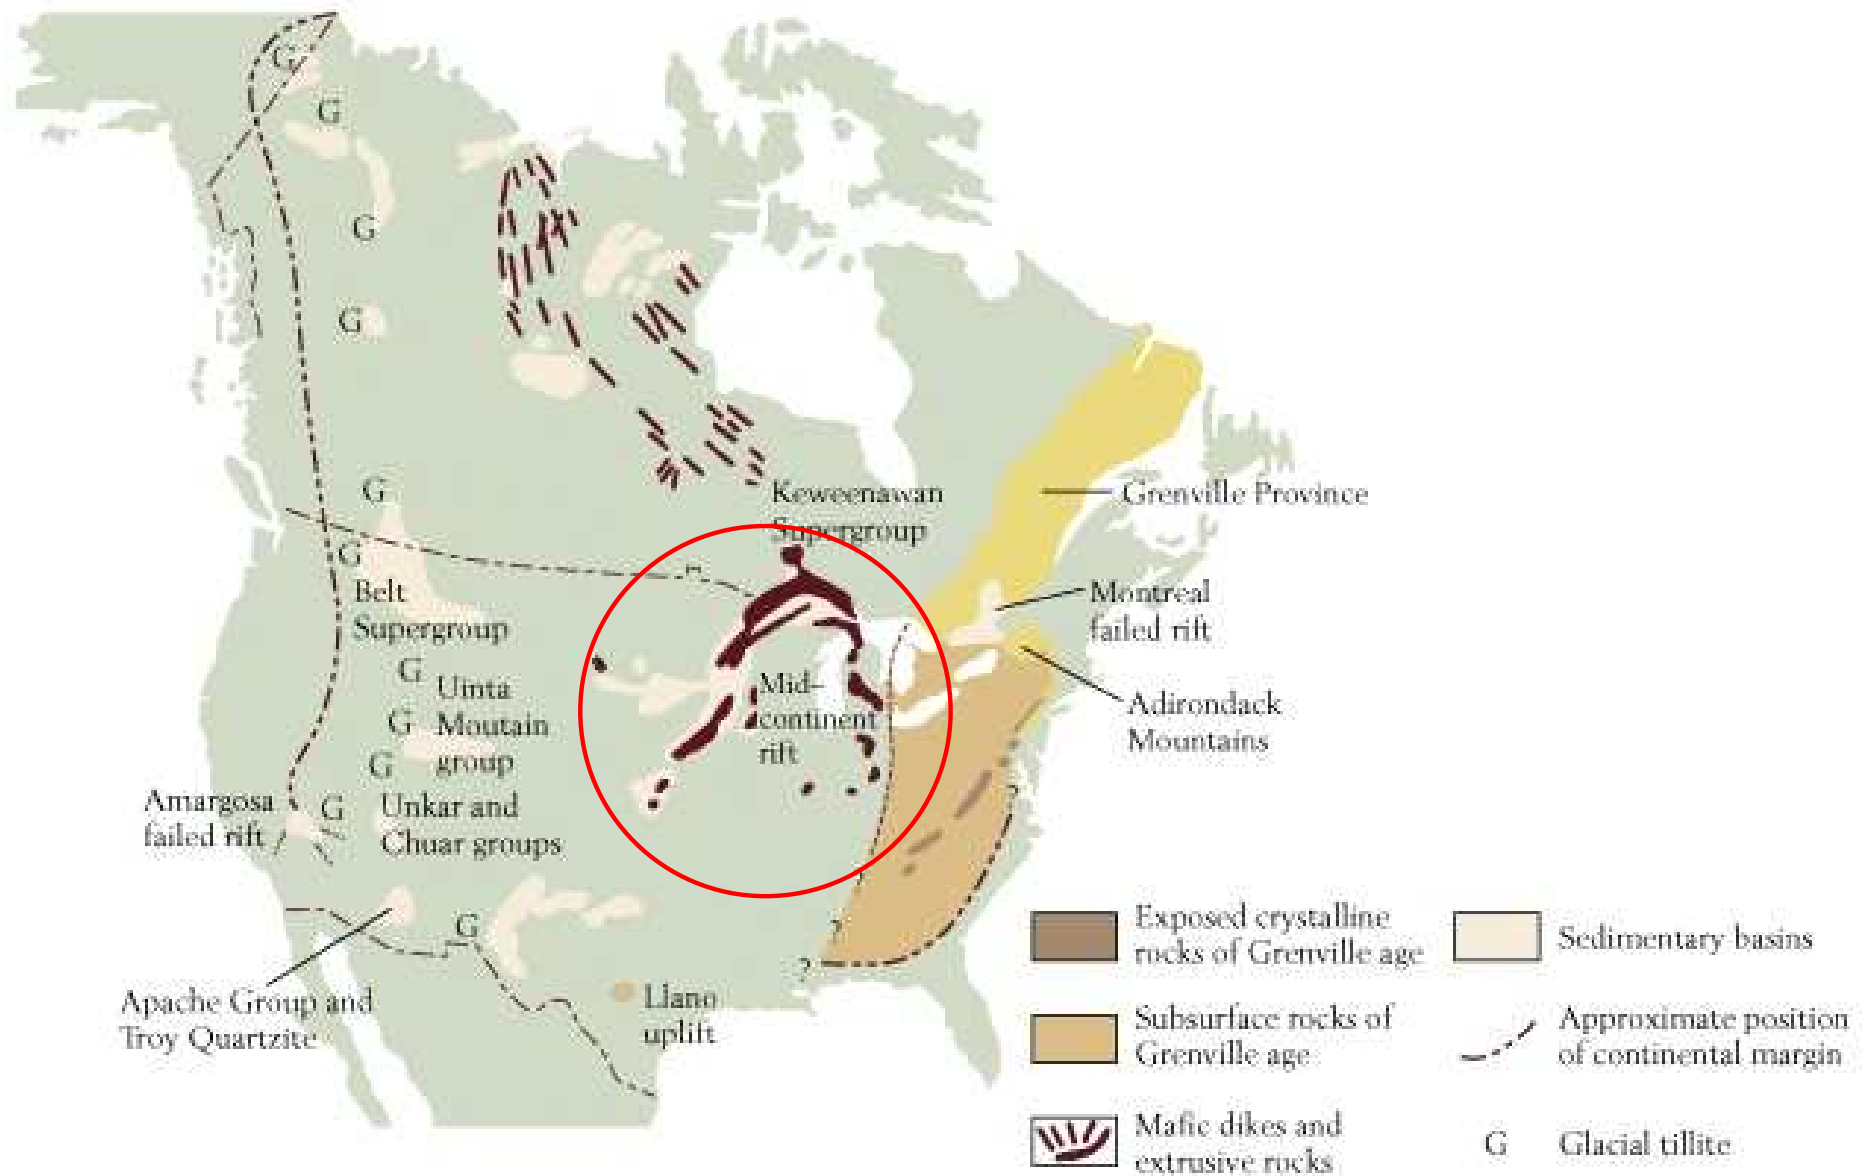 G
G
G
G
G
Keweenawan
Supergroup
Grenville Province
G
Belt
Supergroup
Montreal
failed rift
G
Uinta
Moutain
group
G
G
Mid-
continent
rift
Adirondack
Mountains
Amargosa
failed rift
G
Unkar and
Chuar groups
G
?
?
?
Apache Group and
Troy Quartzite
Llano
uplift
Exposed crystalline
rocks of Grenville age
Sedimentary basins
Subsurface rocks of
Grenville age
Approximate position
of continental margin
Mafic dikes and
extrusive rocks
G
Glacial tillite